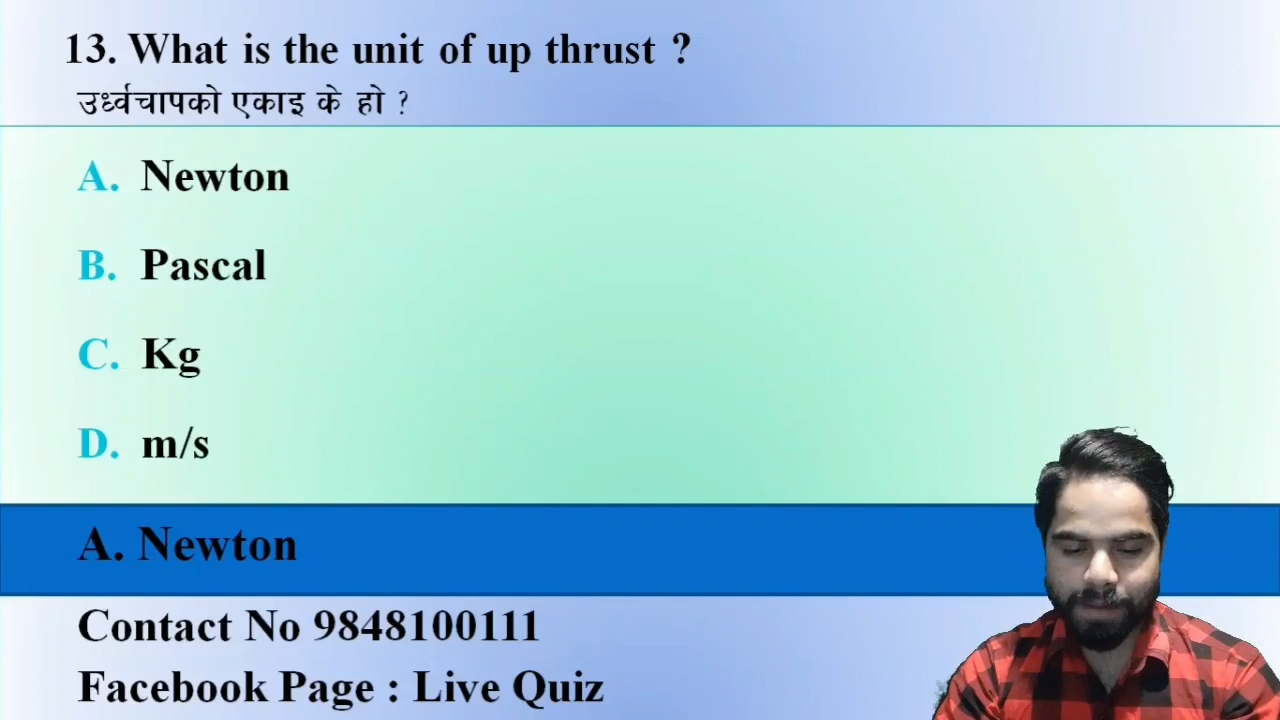 13. What is the unit of up thrust ?
उर्ध्वचापको एकाइ के हो ?
A. Newton
B. Pascal
C. Kg
D. m/s
A. Newton
Contact No 9848100111
Facebook Page : Live Quiz